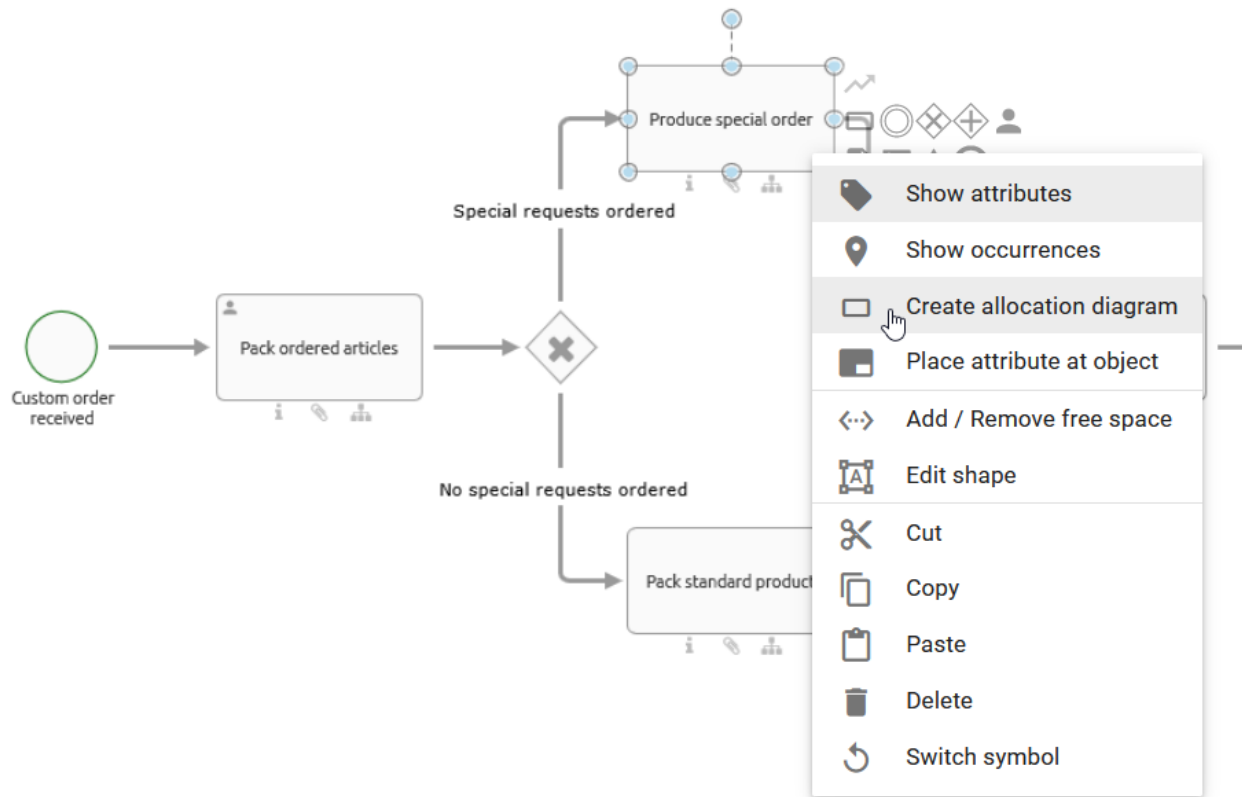 Produce special order
Special requests ordered
Pack ordered articles
Custom order
received
No special requests ordered
Pack standard product
Show attributes
Show occurrences
Create allocation diagram
Place attribute at object
Add / Remove free space
Edit shape
Cut
Copy
Paste
Delete
Switch symbol